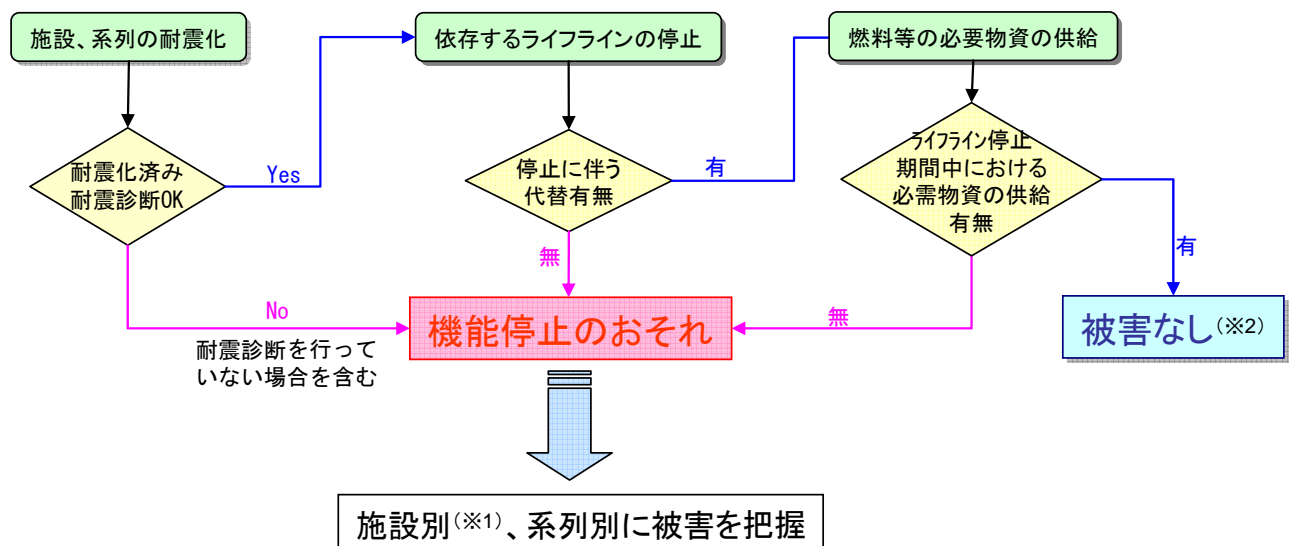 施設、系列の耐震化
依存するライフラインの停止
燃料等の必要物資の供給
耐震化済み
耐震診断OK
Yes
停止に伴う
代替有無
有
ライフライン停止
期間中における
必需物資の供給
有無
有
無
No
機能停止のおそれ
無
被害なし(※2)
耐震診断を行って
いない場合を含む
施設別(※1)、系列別に被害を把握